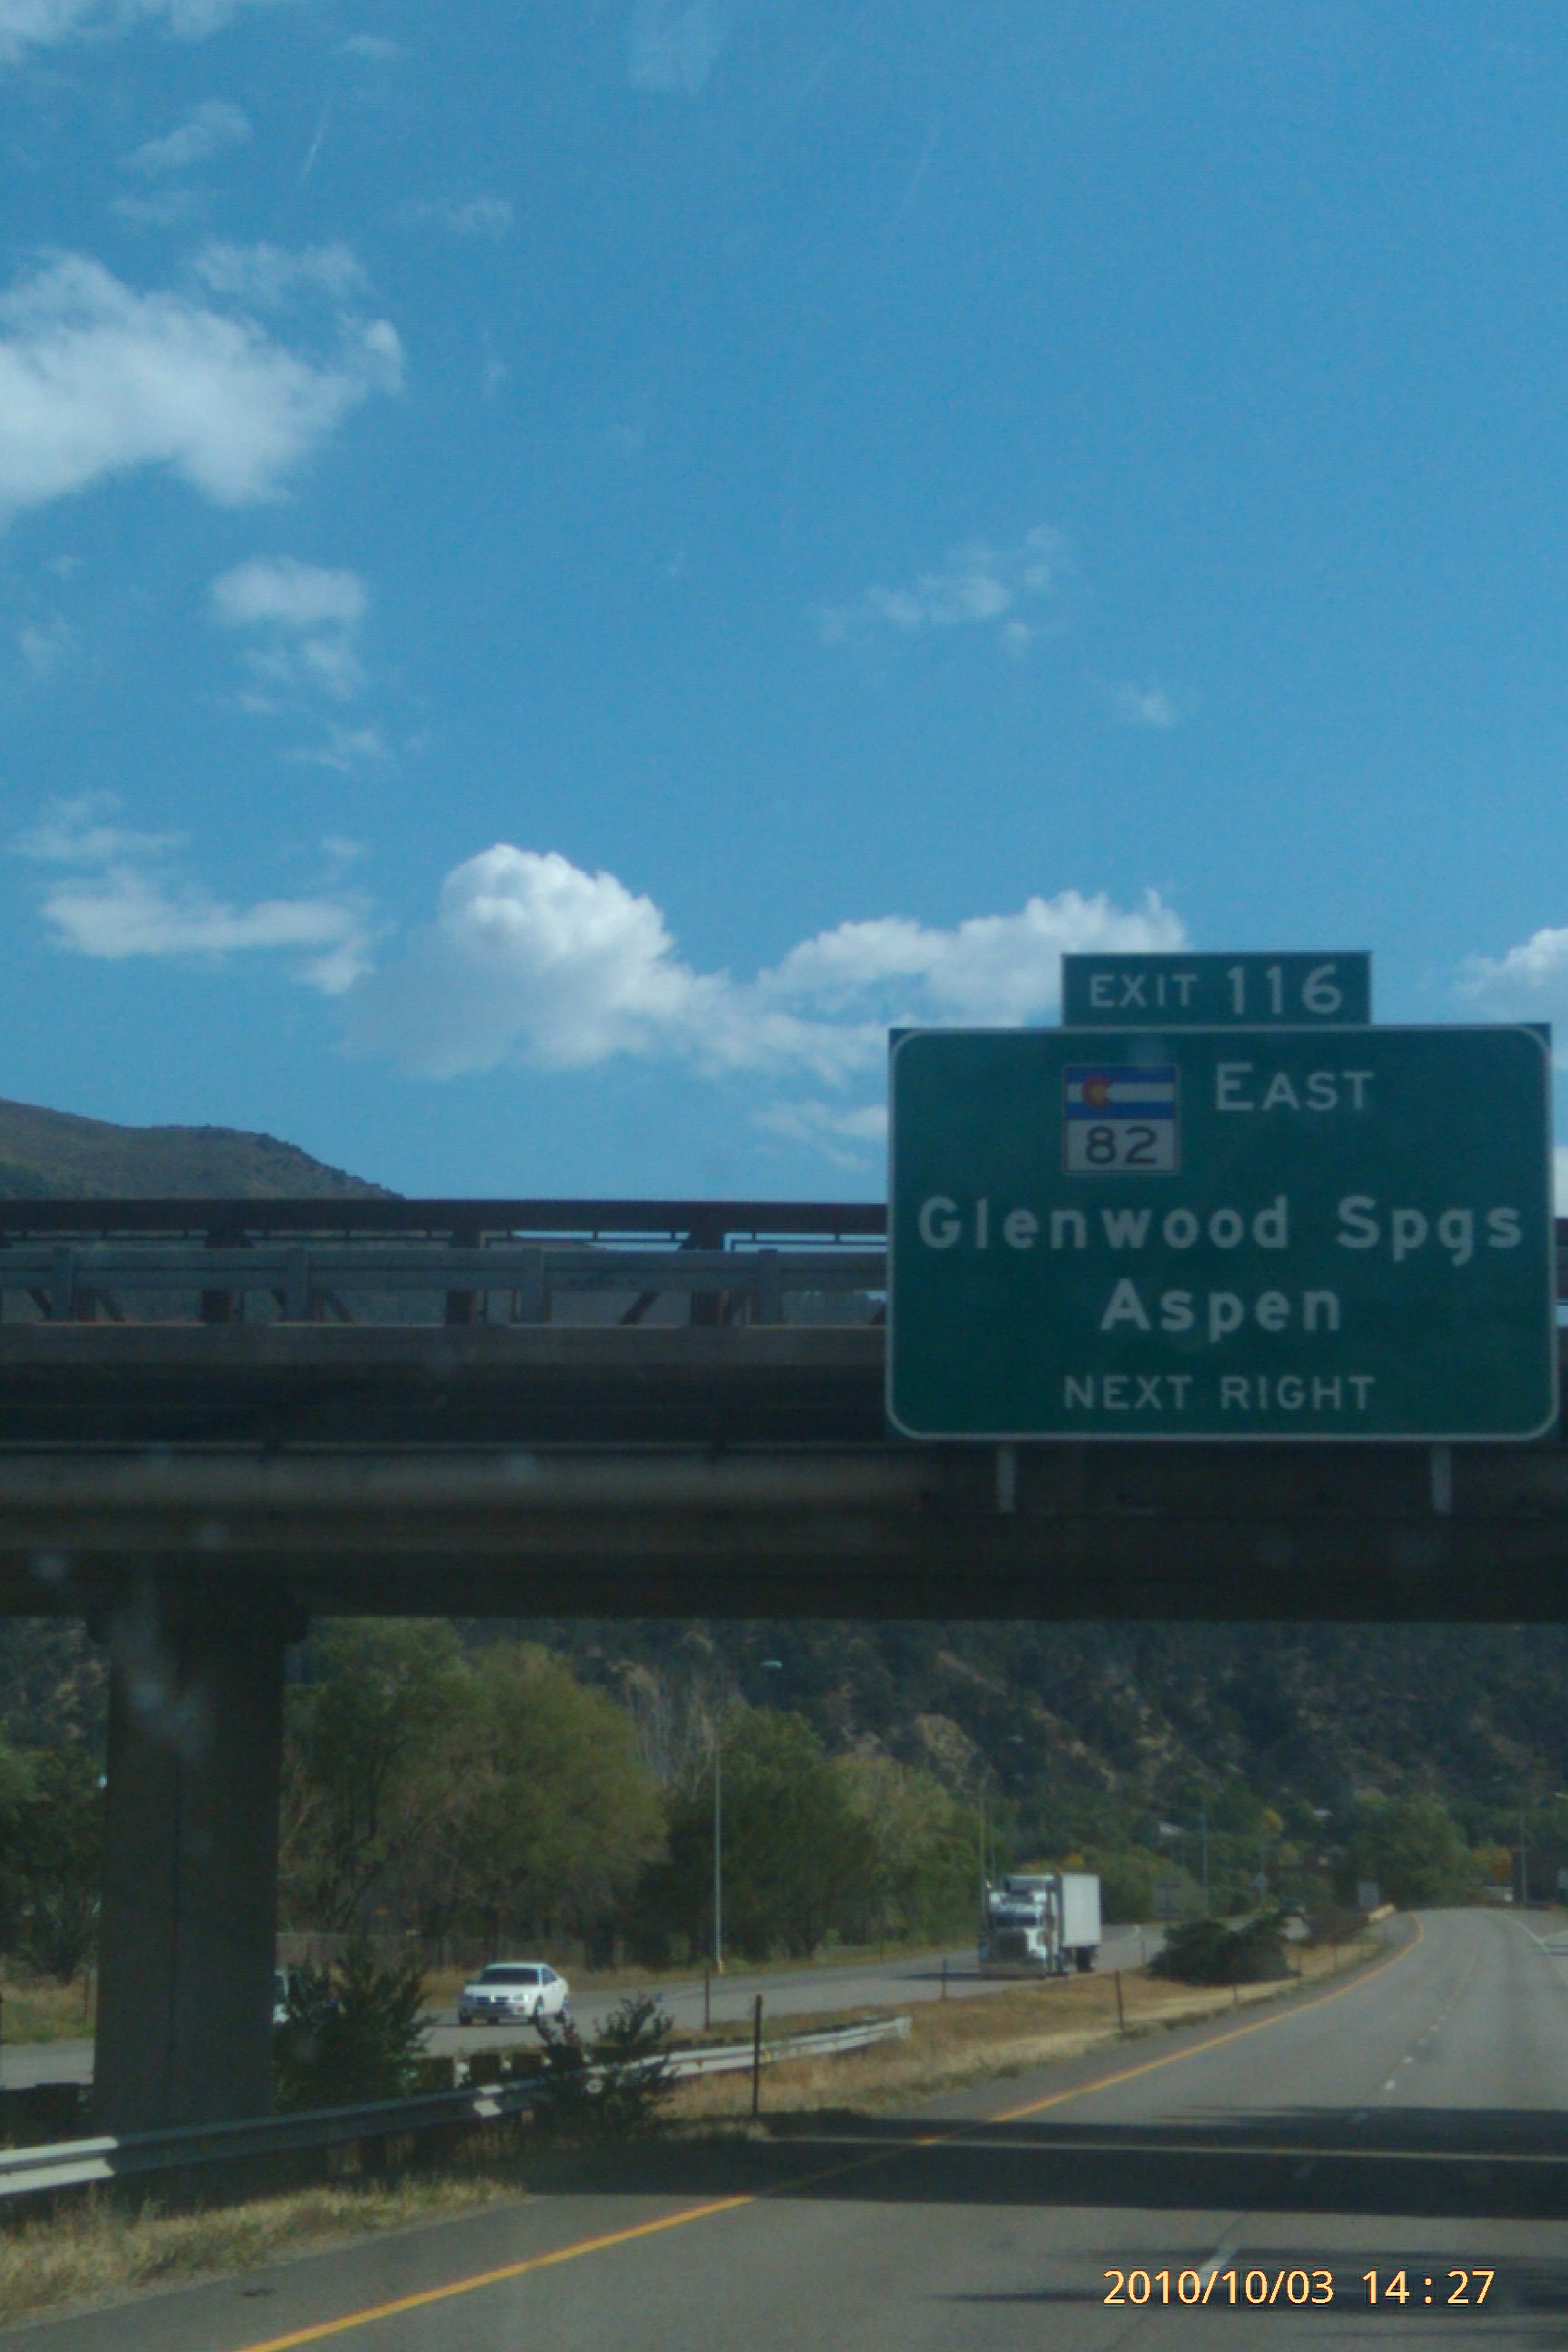 EXIT 116
EAST
82
Glenwood Spgs
Aspen
NEXT RIGHT
2010/10/03 14:27